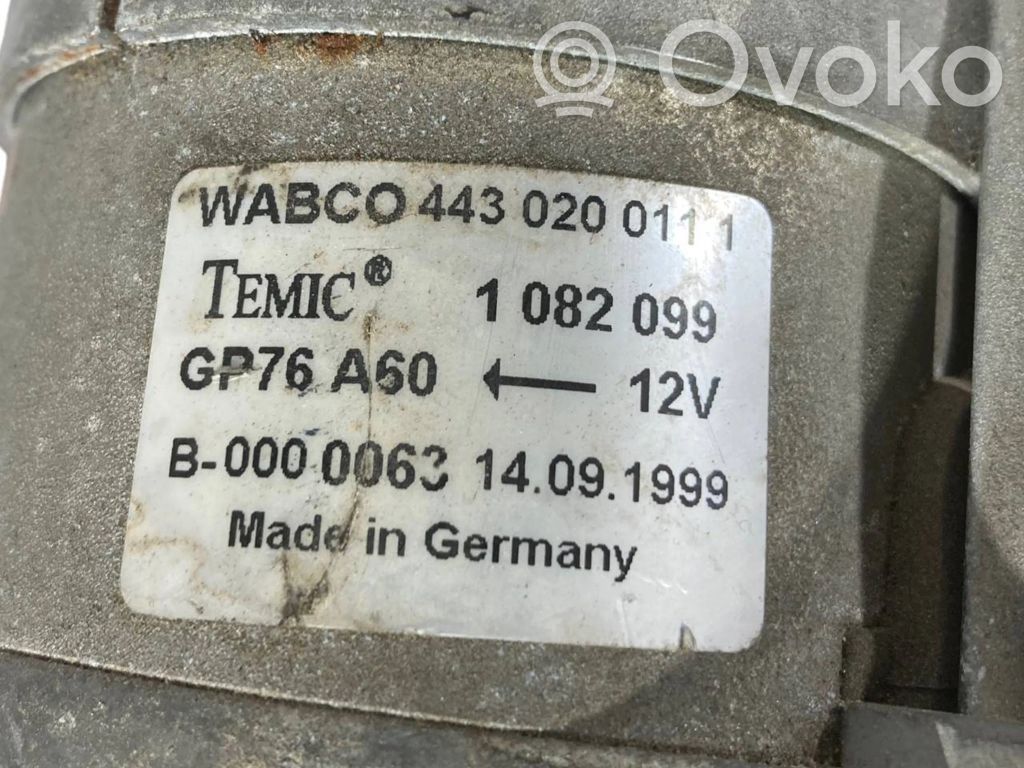 Ovoko
WABCO 443 020 011 1
TEMIC® 1 082 099
GP76 A60 ← 12V
B-000 0063 14.09.1999
Made in Germany